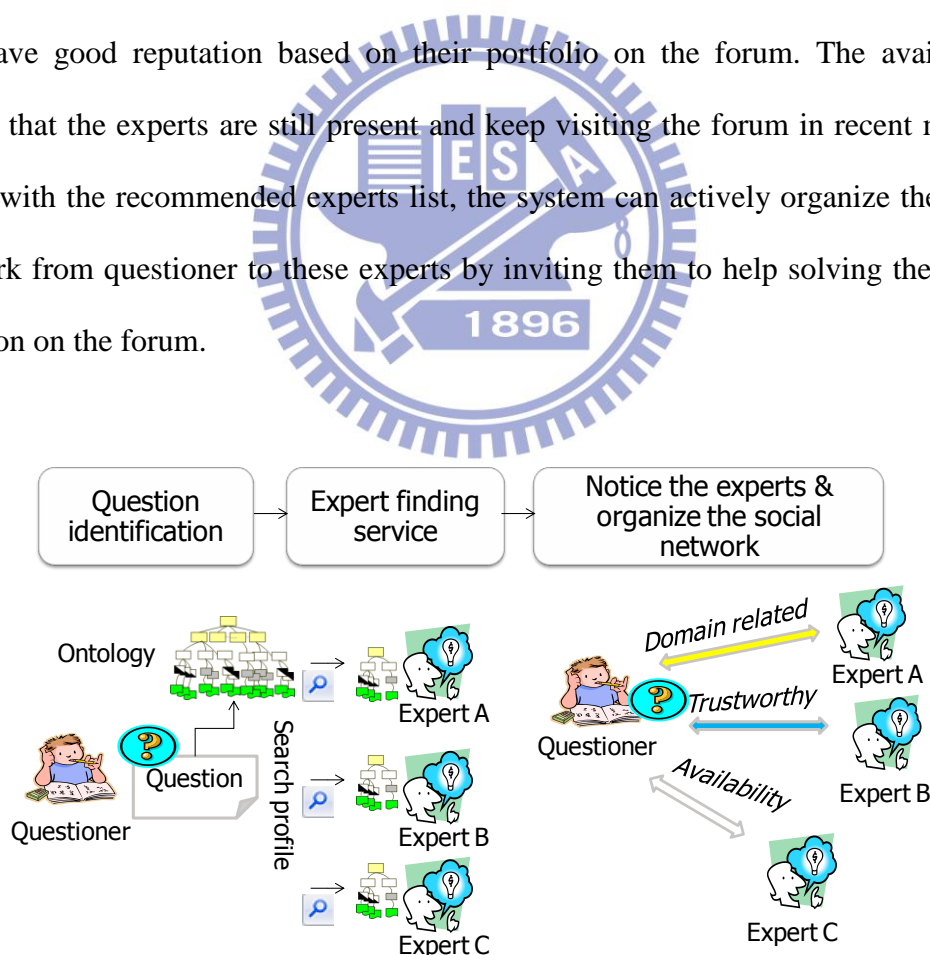 ave good reputation based on their portfolio on the forum. The avai
that the experts are still present and keep visiting the forum in recent
with the recommended experts list, the system can actively organize the
rk from questioner to these experts by inviting them to help solving the
on on the forum.
ES
A
1896
Question
identification
Expert finding
service
Notice the experts &
organize the social
network
Ontology
Question
Questioner
Search profile
Expert A
Expert B
Expert C
Questioner
Domain related
Trustworthy
Availability
Expert A
Expert B
Expert C